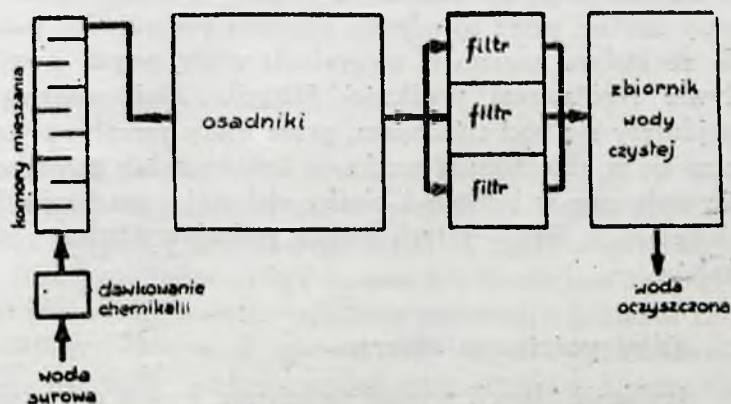 komory mieszania
osadniki
filtr
filtr
filtr
zbiornik
wody
czystej
dawkowanie
chemikalii
woda
surowa
woda
oczyszczona